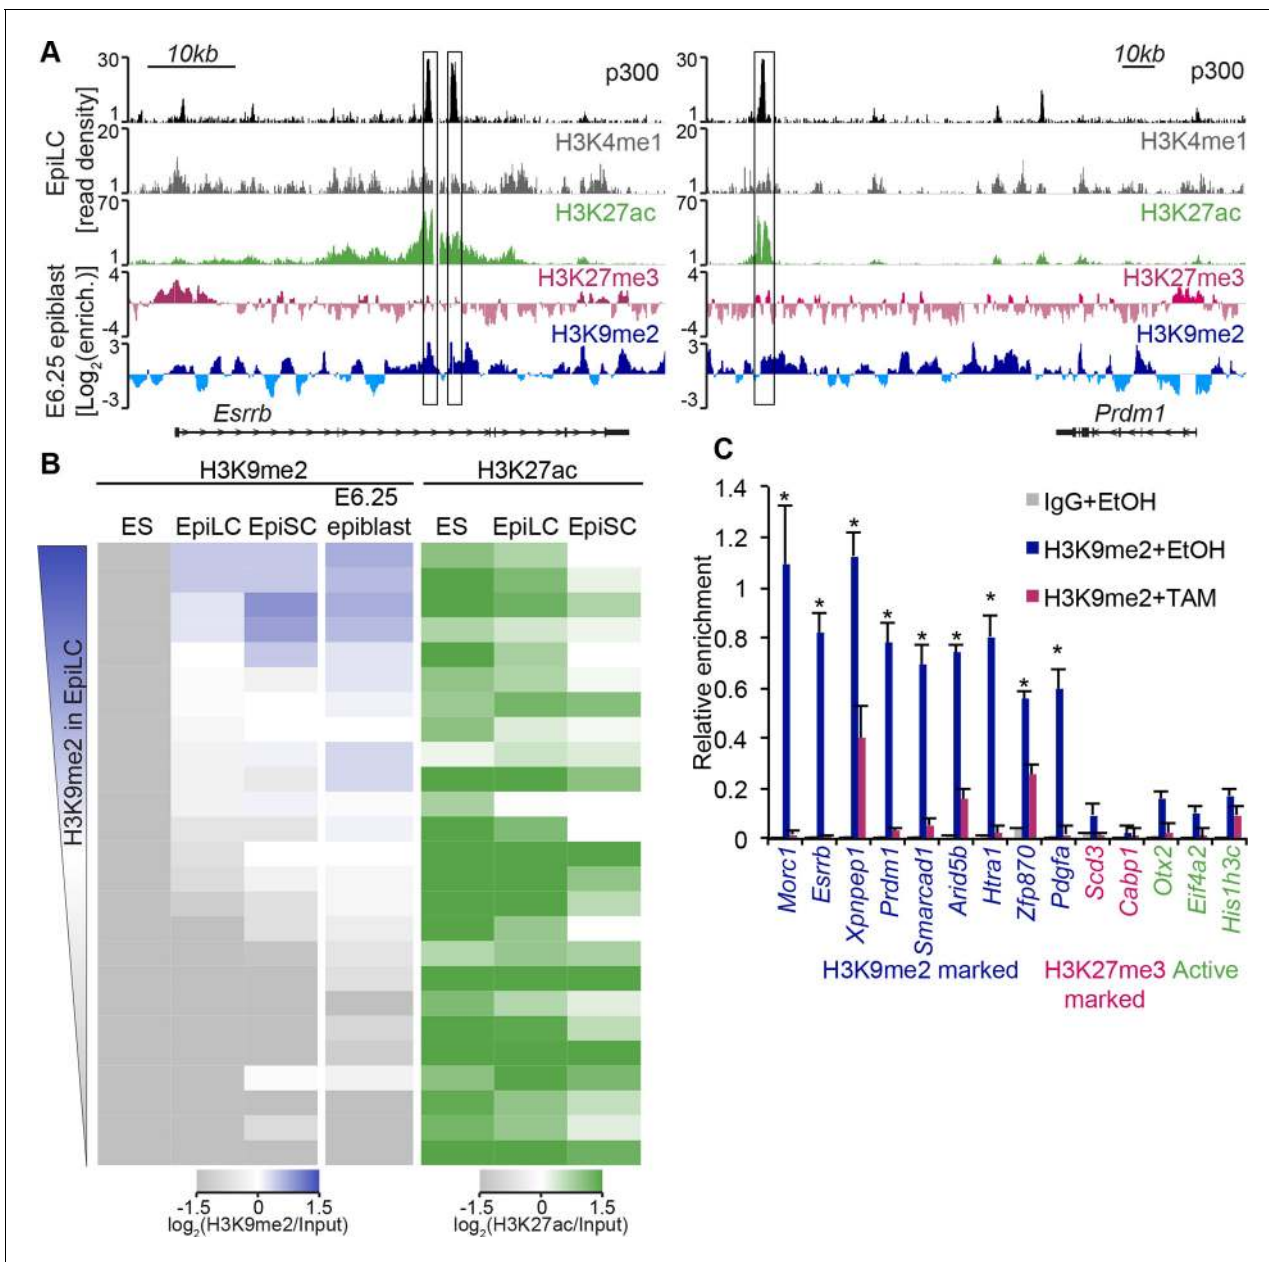 A
10kb
30
1
p300
EpiLC
[read density]
20
1
H3K4me1
70
1
H3K27ac
E6.25 epiblast
[Log2(enrich.)]
4
-4
H3K27me3
3
-3
H3K9me2
Esrrb
10kb
30
1
p300
20
1
H3K4me1
70
1
H3K27ac
4
-4
H3K27me3
3
-3
H3K9me2
Prdm1
B
H3K9me2
H3K27ac
ES
EpiLC
EpiSC
E6.25
epiblast
ES
EpiLC
EpiSC
H3K9me2 in EpiLC
-1.5
0
1.5
log2(H3K9me2/Input)
-1.5
0
1.5
log2(H3K27ac/Input)
C
Relative enrichment
1.4
1.2
1
0.8
0.6
0.4
0.2
0
* * * * * * * * *
IgG+EtOH
H3K9me2+EtOH
H3K9me2+TAM
Morc1
Esrrb
Xpnpep1
Prdm1
Smarcad1
Arid5b
Htra1
Zfp870
Pdgfa
Scd3
Cabp1
Otx2
Eif4a2
His1h3c
H3K9me2 marked
H3K27me3
marked
Active